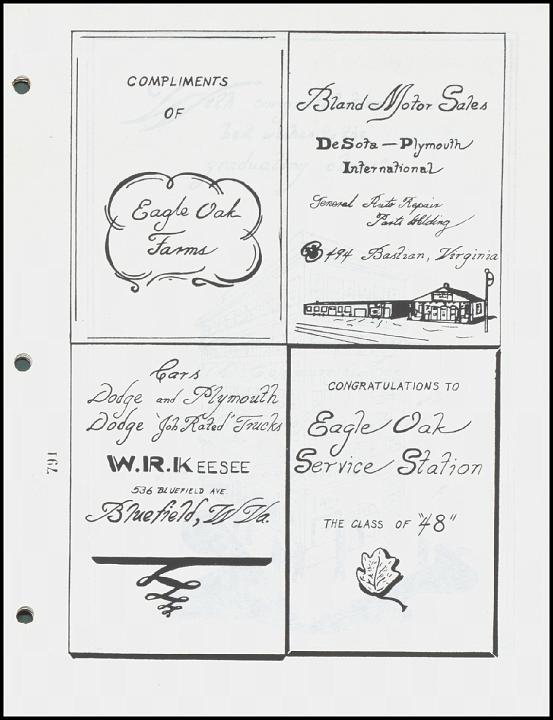 COMPLIMENTS
OF
Eagle Oak
Farms
Bland Motor Sales
DeSota — Plymouth
International
General Auto Repair
Parts Welding
494 Bastian, Virginia
Cars
Dodge and Plymouth
Dodge "Job Rated" Trucks
W.R.KEESEE
536 BLUEFIELD AVE.
Bluefield, W Va.
CONGRATULATIONS TO
Eagle Oak
Service Station
THE CLASS OF "48"
791